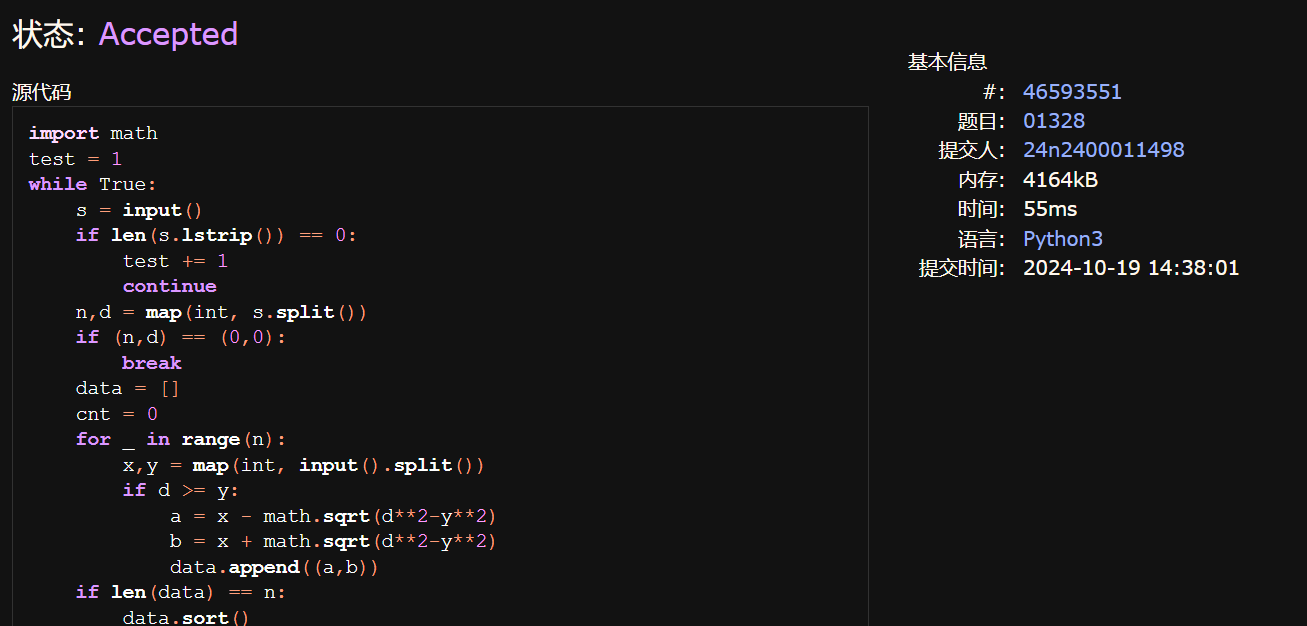 状态: Accepted
源代码
import math
test = 1
while True:
    s = input()
    if len(s.lstrip()) == 0:
        test += 1
        continue
    n,d = map(int, s.split())
    if (n,d) == (0,0):
        break
    data = []
    cnt = 0
    for _ in range(n):
        x,y = map(int, input().split())
        if d >= y:
            a = x - math.sqrt(d**2-y**2)
            b = x + math.sqrt(d**2-y**2)
            data.append((a,b))
    if len(data) == n:
        data.sort()
基本信息
#: 46593551
题目: 01328
提交人: 24n2400011498
内存: 4164kB
时间: 55ms
语言: Python3
提交时间: 2024-10-19 14:38:01